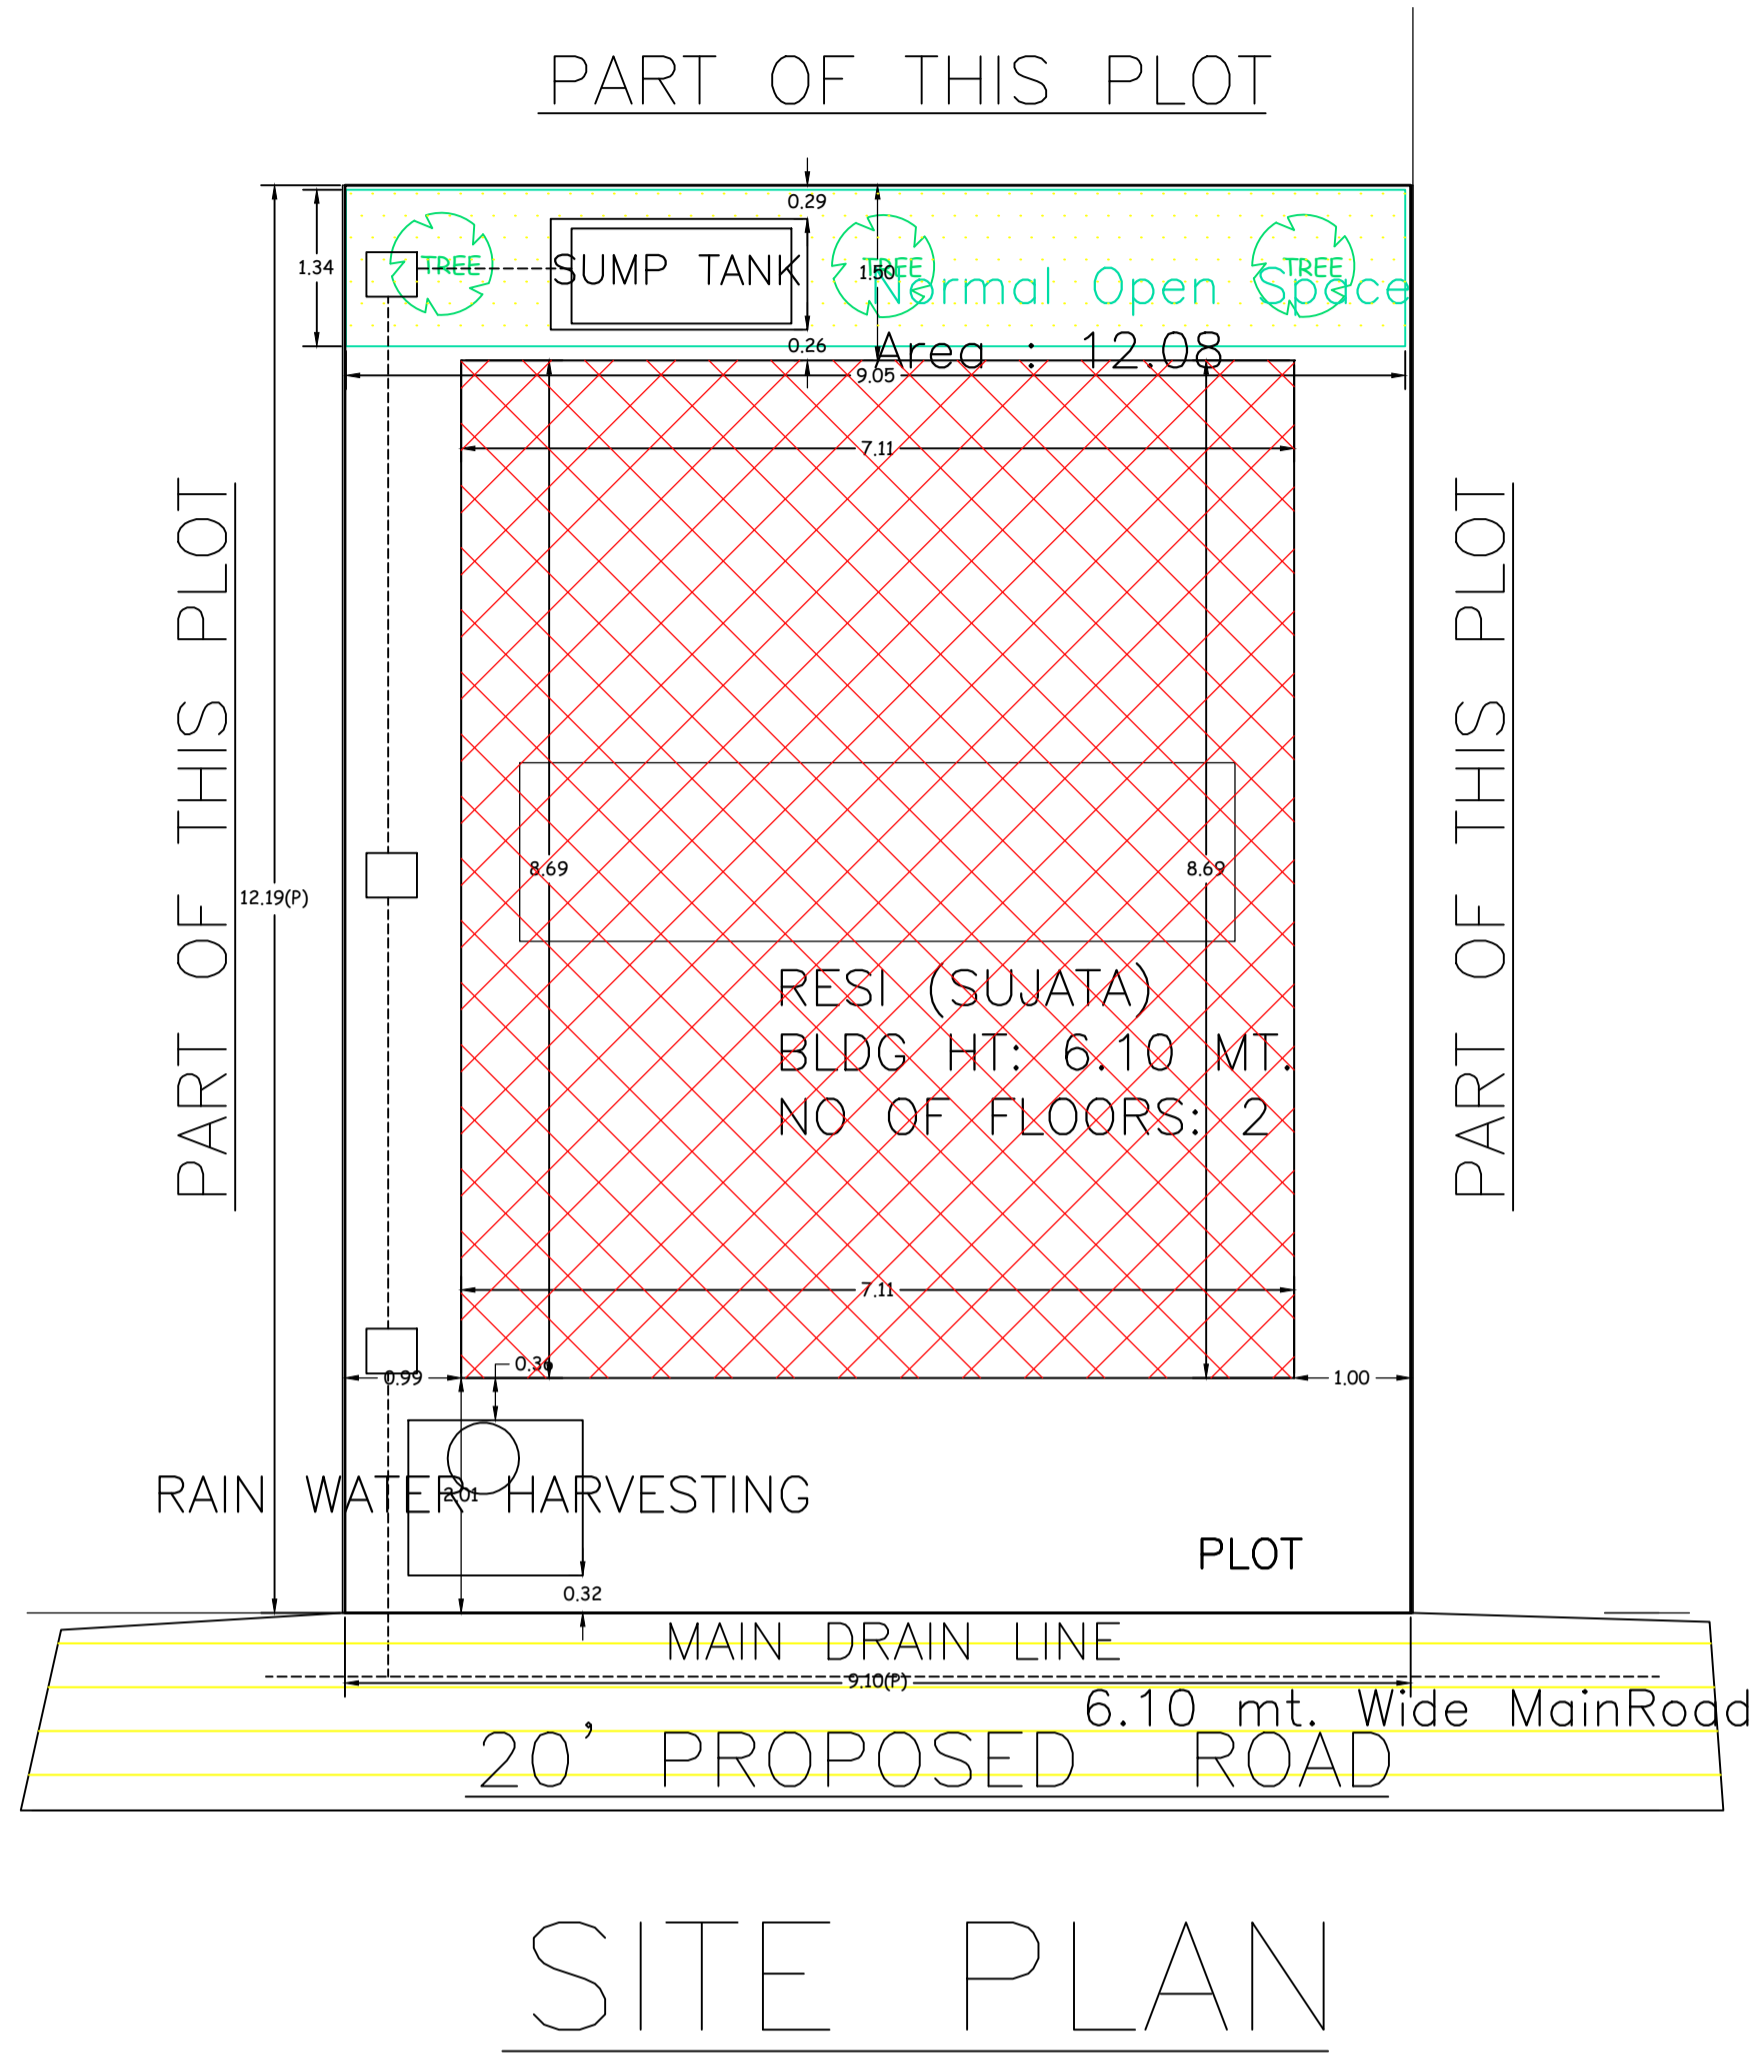 PART OF THIS PLOT
0.29
1.34
TREE
SUMP TANK
1.50
TREE
TREE
Normal Open Space
0.26
Area : 12.08
9.05
7.11
PART OF THIS PLOT
PART OF THIS PLOT
8.69
8.69
12.19(P)
RESI (SUJATA)
BLDG HT: 6.10 MT.
NO OF FLOORS: 2
7.11
0.36
0.99
1.00
RAIN WATER HARVESTING
2.01
PLOT
0.32
MAIN DRAIN LINE
9.10(P)
6.10 mt. Wide MainRoad
20' PROPOSED ROAD
SITE PLAN